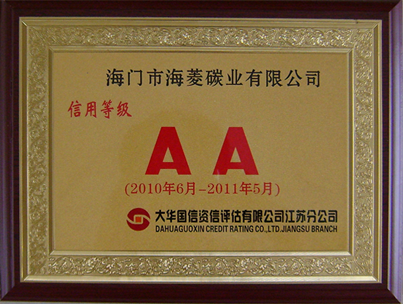 海门市海菱碳业有限公司
信用等级
A A
(2010年6月-2011年5月)
大华国信资信评估有限公司江苏分公司
DAHUAGUOXIN CREDIT RATING CO.,LTD.JIANGSU BRANCH